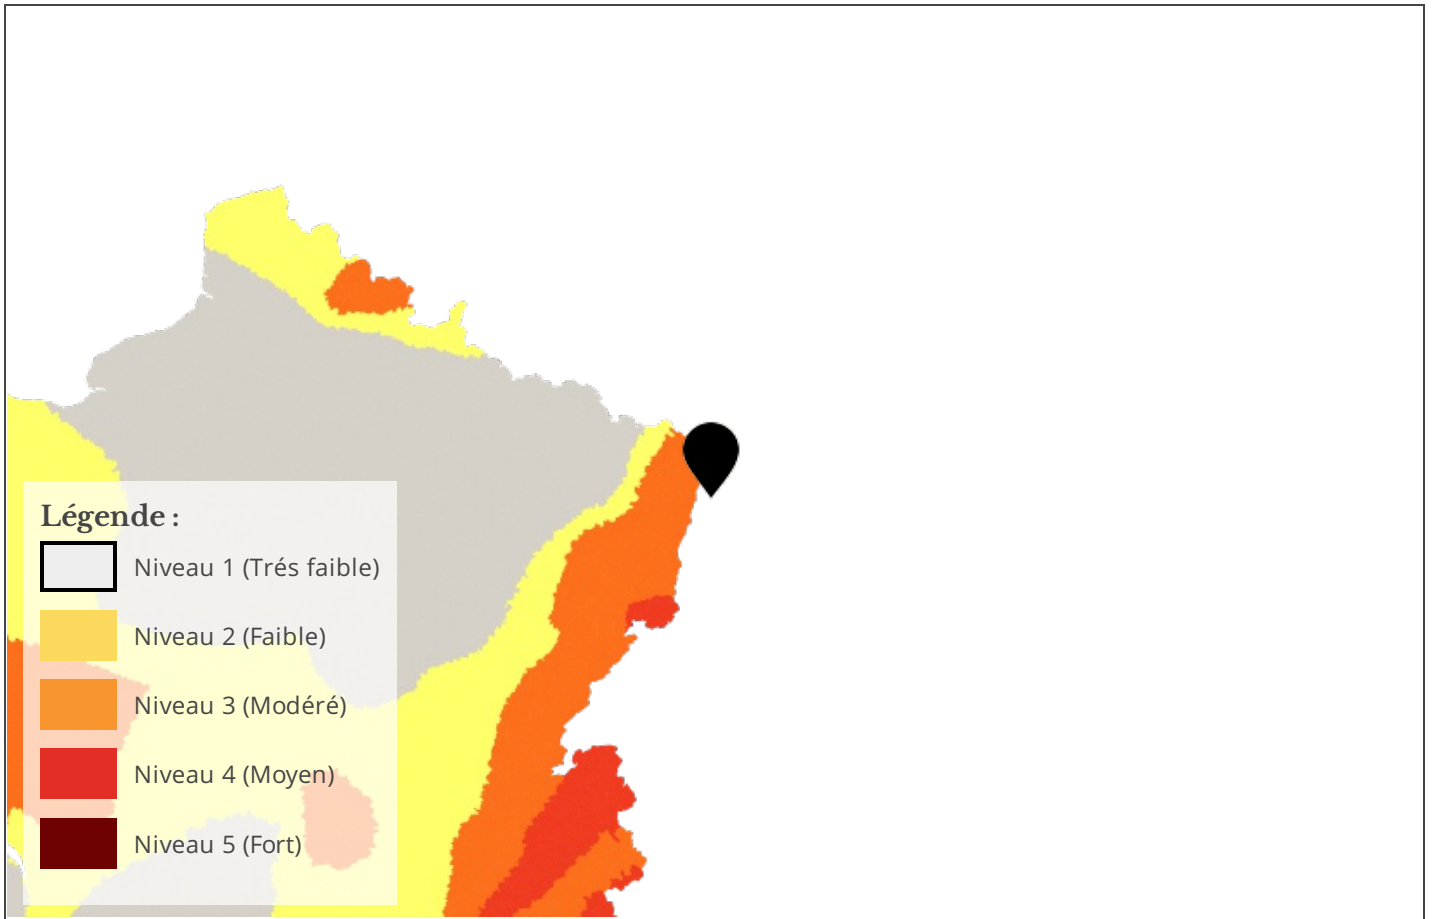 Légende :
Niveau 1 (Trés faible)
Niveau 2 (Faible)
Niveau 3 (Modéré)
Niveau 4 (Moyen)
Niveau 5 (Fort)